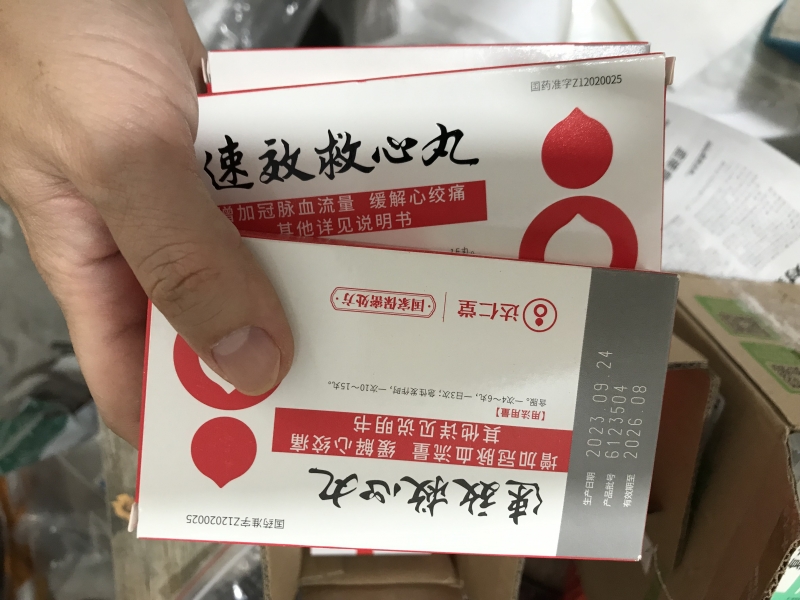 国药准字Z12020025
速效救心丸
增加冠脉血流量 缓解心绞痛
其他详见说明书
国药准字Z12020025
速效救心丸
增加冠脉血流量 缓解心绞痛
其他详见说明书
【用法用量】
含服。一次4~6丸，一日3次；急性发作时，一次10~15丸。
达仁堂
·国家保密处方·
生产日期 2023.09.24
产品批号 6123504
有效期至 2026.08